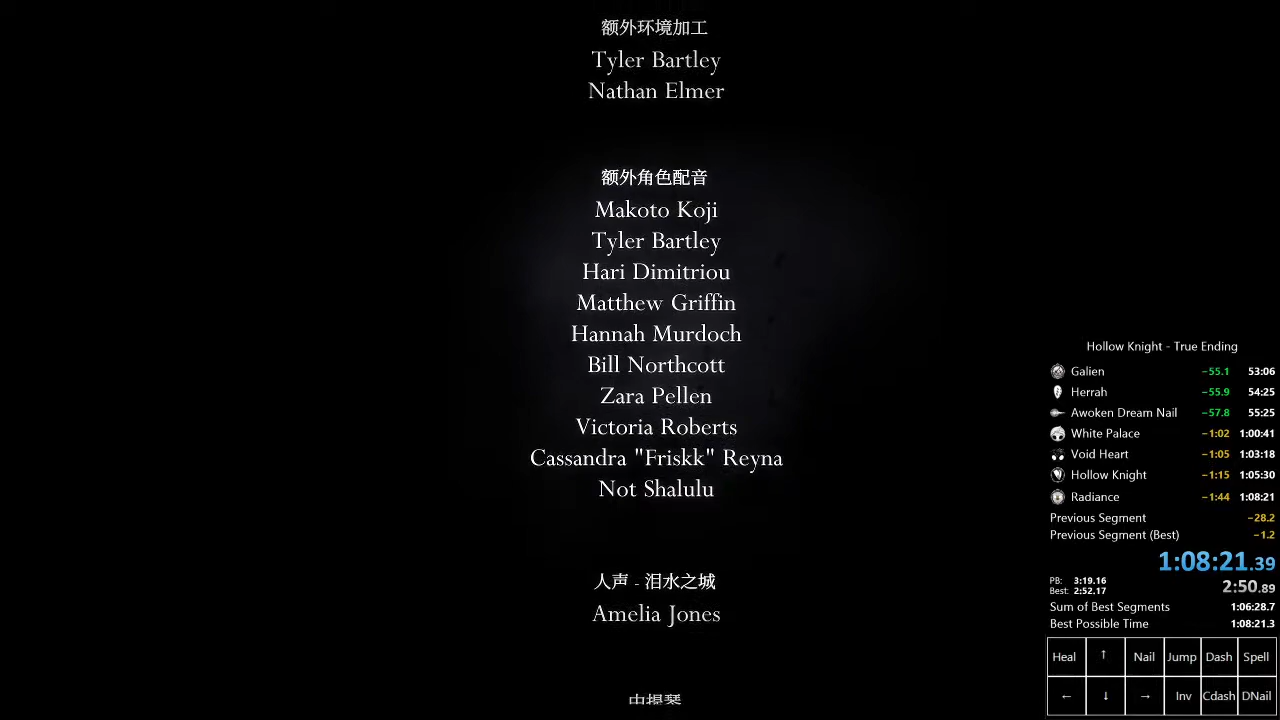 额外环境加工
Tyler Bartley
Nathan Elmer
额外角色配音
Makoto Koji
Tyler Bartley
Hari Dimitriou
Matthew Griffin
Hannah Murdoch
Bill Northcott
Zara Pellen
Victoria Roberts
Cassandra "Friskk" Reyna
Not Shalulu
人声 - 泪水之城
Amelia Jones
中提琴
Hollow Knight - True Ending
Galien −55.1 53:06
Herrah −55.9 54:25
Awoken Dream Nail −57.8 55:25
White Palace −1:02 1:00:41
Void Heart −1:05 1:03:18
Hollow Knight −1:15 1:05:30
Radiance −1:44 1:08:21
Previous Segment −28.2
Previous Segment (Best) −1.2
1:08:21.39
PB: 3:19.16
Best: 2:52.17
2:50.89
Sum of Best Segments 1:06:28.7
Best Possible Time 1:08:21.3
Heal ↑ Nail Jump Dash Spell
← ↓ → Inv Cdash DNail